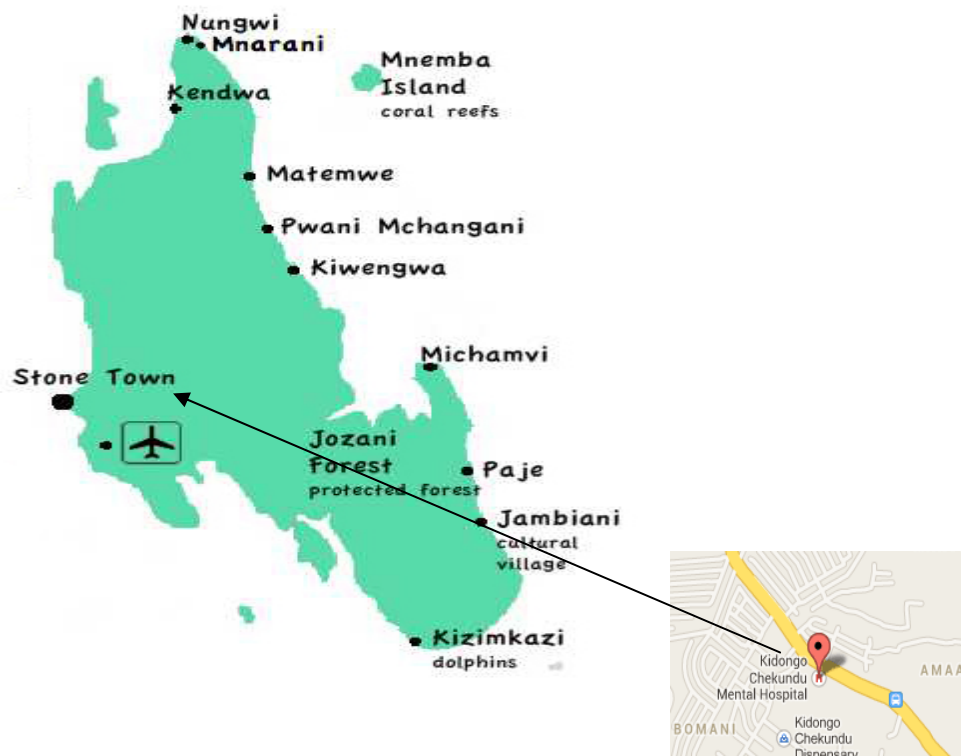 Nungwi
Mnarani
Mnemba
Island
coral reefs
Kendwa
Matemwe
Pwani Mchangani
Kiwengwa
Michamvi
Stone Town
Jozani
Forest
protected forest
Paje
Jambiani
cultural
village
Kizimkazi
dolphins
Kidongo
Chekundu
Mental Hospital
AMAA
BOMANI
Kidongo
Chekundu
Dispensary